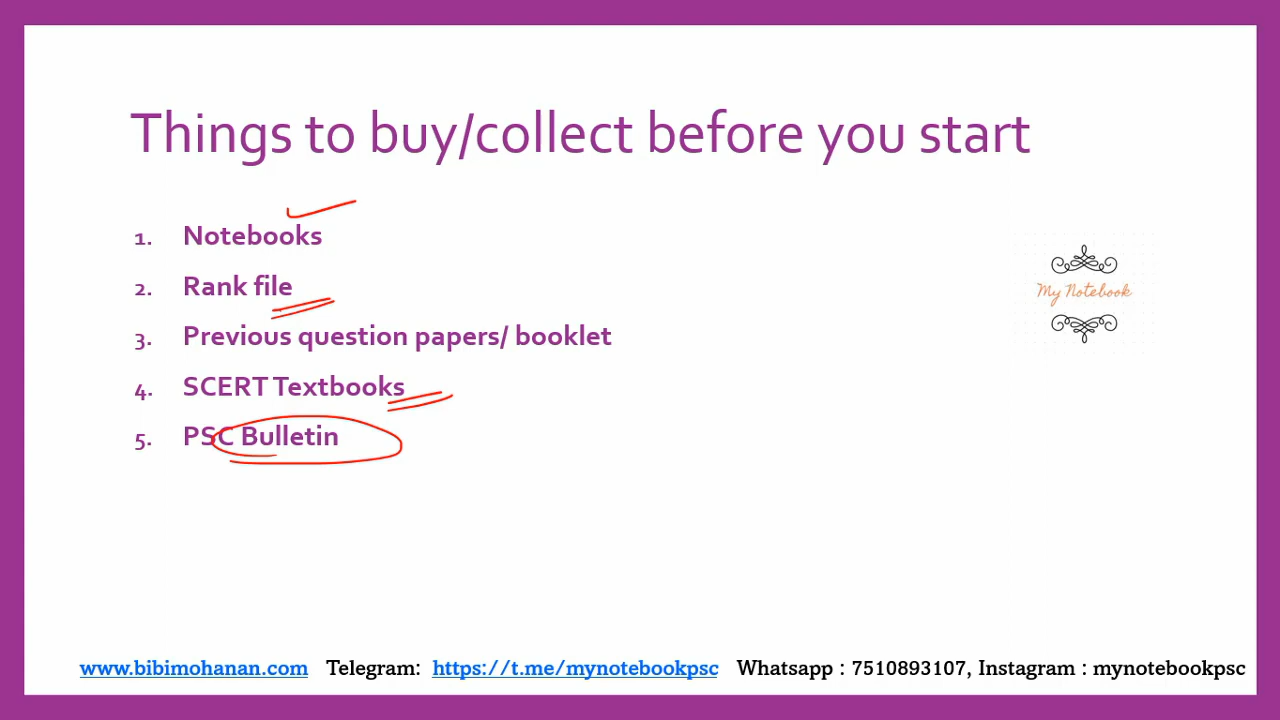 Things to buy/collect before you start
1. Notebooks
2. Rank file
3. Previous question papers/ booklet
4. SCERT Textbooks
5. PSC Bulletin
My Notebook
www.bibimohanan.com Telegram: https://t.me/mynotebookpsc Whatsapp : 7510893107, Instagram : mynotebookpsc